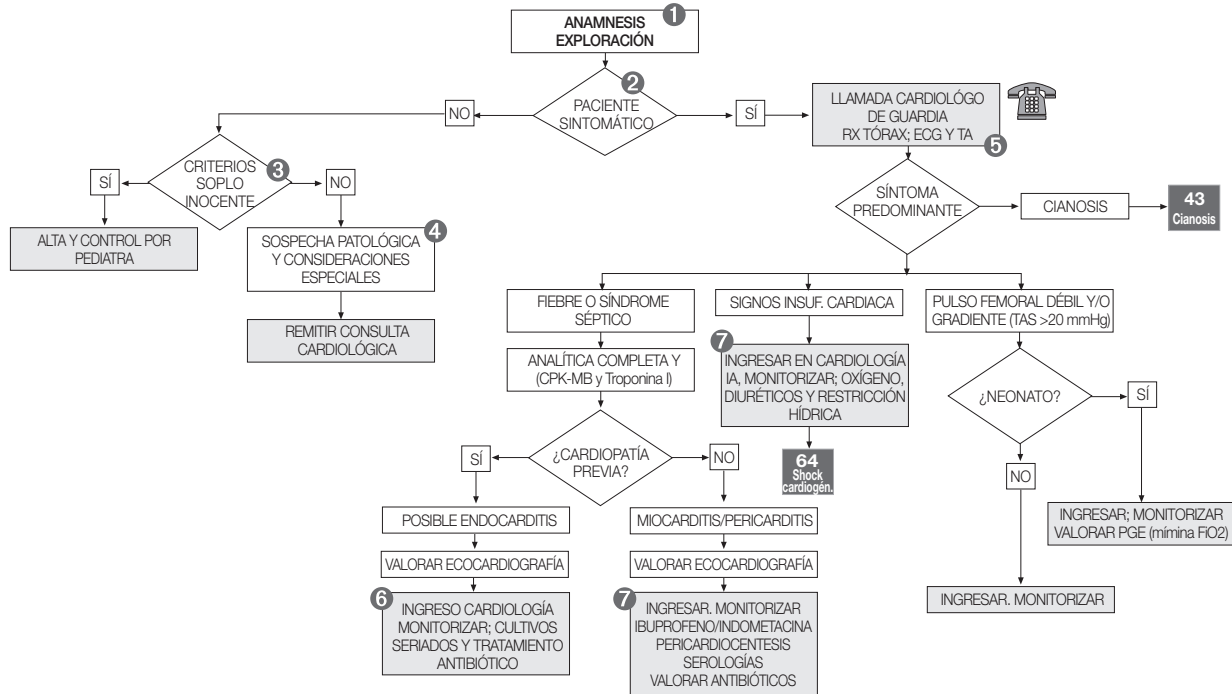 1
ANAMNESIS
EXPLORACIÓN
2
PACIENTE
SINTOMÁTICO
NO
SÍ
LLAMADA CARDIOLÓGO
DE GUARDIA
RX TÓRAX; ECG Y TA
5
3
CRITERIOS
SOPLO
INOCENTE
SÍ
NO
ALTA Y CONTROL POR
PEDIATRA
4
SOSPECHA PATOLÓGICA
Y CONSIDERACIONES
ESPECIALES
REMITIR CONSULTA
CARDIOLÓGICA
SÍNTOMA
PREDOMINANTE
CIANOSIS
43
Cianosis
FIEBRE O SÍNDROME
SÉPTICO
ANALÍTICA COMPLETA Y
(CPK-MB y Troponina I)
¿CARDIOPATÍA
PREVIA?
SÍ
NO
POSIBLE ENDOCARDITIS
VALORAR ECOCARDIOGRAFÍA
6
INGRESO CARDIOLOGÍA
MONITORIZAR; CULTIVOS
SERIADOS Y TRATAMIENTO
ANTIBIÓTICO
MIOCARDITIS/PERICARDITIS
VALORAR ECOCARDIOGRAFÍA
7
INGRESAR. MONITORIZAR
IBUPROFENO/INDOMETACINA
PERICARDIOCENTESIS
SEROLOGÍAS
VALORAR ANTIBIÓTICOS
SIGNOS INSUF. CARDIACA
7
INGRESAR EN CARDIOLOGÍA
IA, MONITORIZAR; OXÍGENO,
DIURÉTICOS Y RESTRICCIÓN
HÍDRICA
64
Shock
cardiogén.
PULSO FEMORAL DÉBIL Y/O
GRADIENTE (TAS >20 mmHg)
¿NEONATO?
SÍ
NO
INGRESAR; MONITORIZAR
VALORAR PGE (mímina FiO2)
INGRESAR. MONITORIZAR